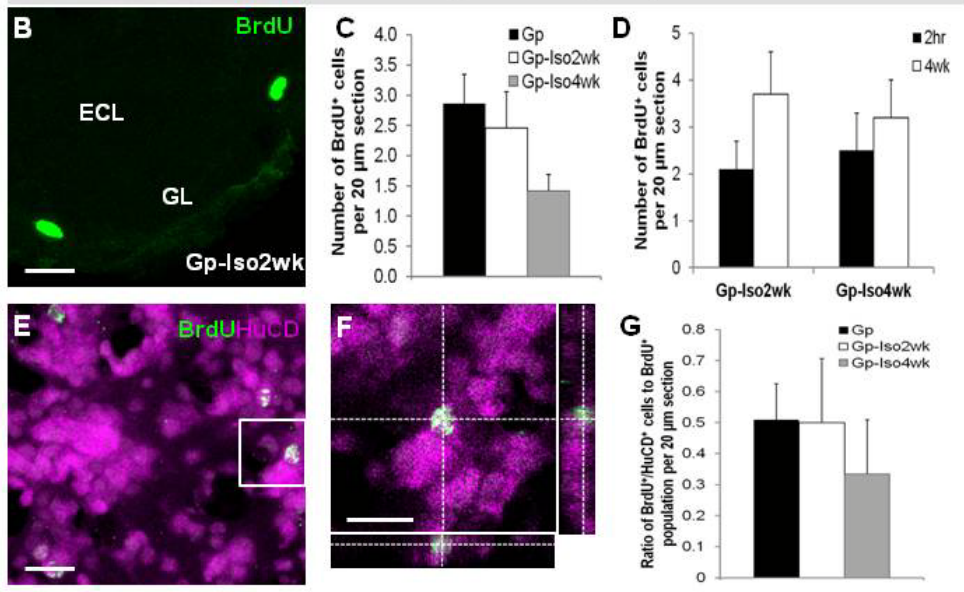 B
BrdU
ECL
GL
Gp-Iso2wk
C
Number of BrdU⁺ cells
per 20 µm section
4.0
3.5
3.0
2.5
2.0
1.5
1.0
0.5
0.0
Gp
Gp-Iso2wk
Gp-Iso4wk
D
Number of BrdU⁺ cells
per 20 µm section
5
4
3
2
1
0
2hr
4wk
Gp-Iso2wk
Gp-Iso4wk
E
BrdUHuCD
F
G
Ratio of BrdU⁺/HuCD⁺ cells to BrdU⁺
population per 20 µm section
0.8
0.7
0.6
0.5
0.4
0.3
0.2
0.1
0
Gp
Gp-Iso2wk
Gp-Iso4wk